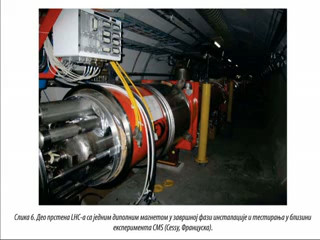 Слика 6. Део прстена LHC-а са једним диполним магнетом у завршној фази инсталације и тестирања у близини
експеримента CMS (Cessy, Француска).